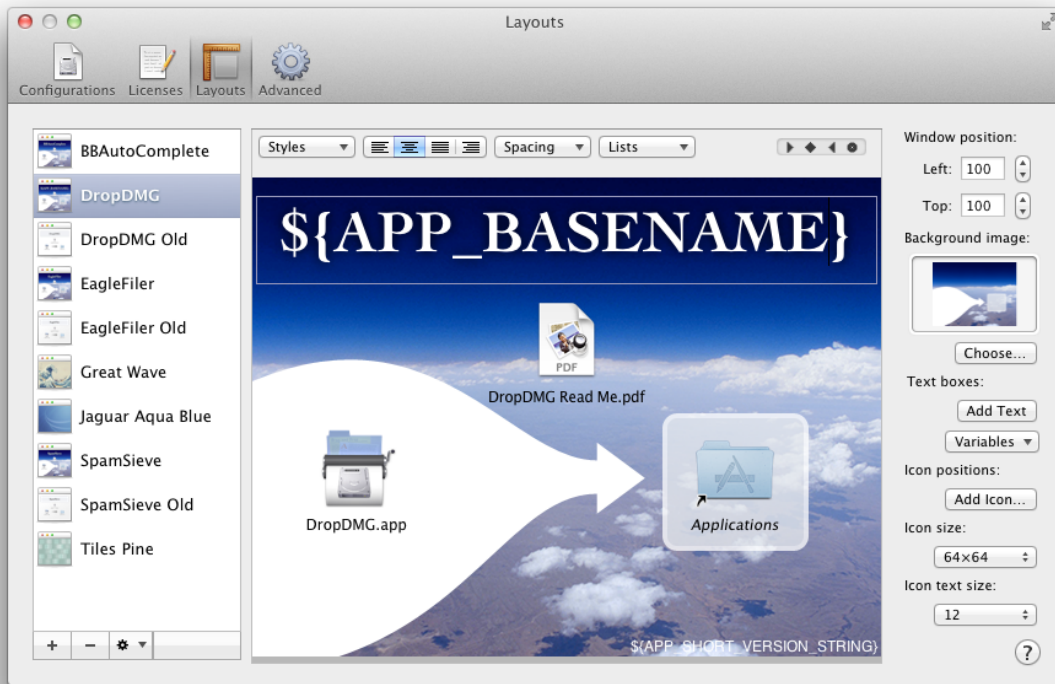 Layouts
Configurations Licenses Layouts Advanced
BBAutoComplete
DropDMG
DropDMG Old
EagleFiler
EagleFiler Old
Great Wave
Jaguar Aqua Blue
SpamSieve
SpamSieve Old
Tiles Pine
Styles Spacing Lists
${APP_BASENAME}
PDF
DropDMG Read Me.pdf
DropDMG.app
Applications
${APP_SHORT_VERSION_STRING}
Window position:
Left: 100
Top: 100
Background image:
Choose...
Text boxes:
Add Text
Variables
Icon positions:
Add Icon...
Icon size:
64×64
Icon text size:
12
?